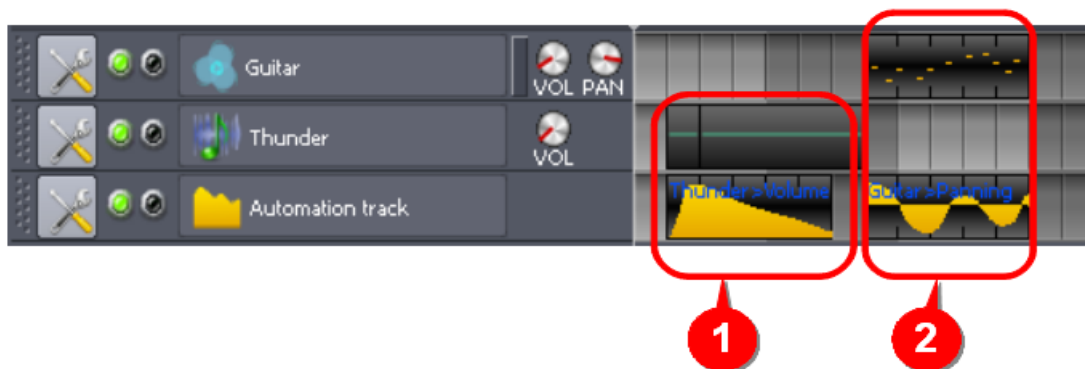 Guitar
VOL PAN
Thunder
VOL
Automation track
Thunder>Volume
Guitar>Panning
1
2